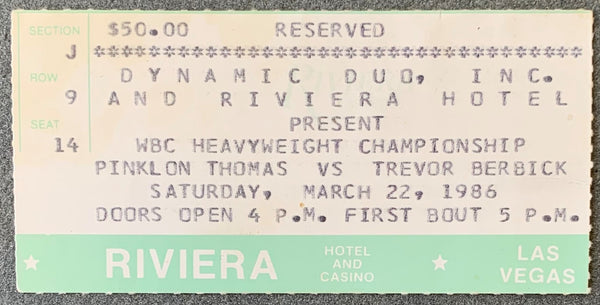 SECTION $50.00 RESERVED
J ********************************************
ROW DYNAMIC DUO, INC.
9 AND RIVIERA HOTEL
SEAT PRESENT
14 WBC HEAVYWEIGHT CHAMPIONSHIP
PINKLON THOMAS VS TREVOR BERBICK
SATURDAY, MARCH 22, 1986
DOORS OPEN 4 P.M. FIRST BOUT 5 P.M.
★ RIVIERA HOTEL AND CASINO ★ LAS VEGAS